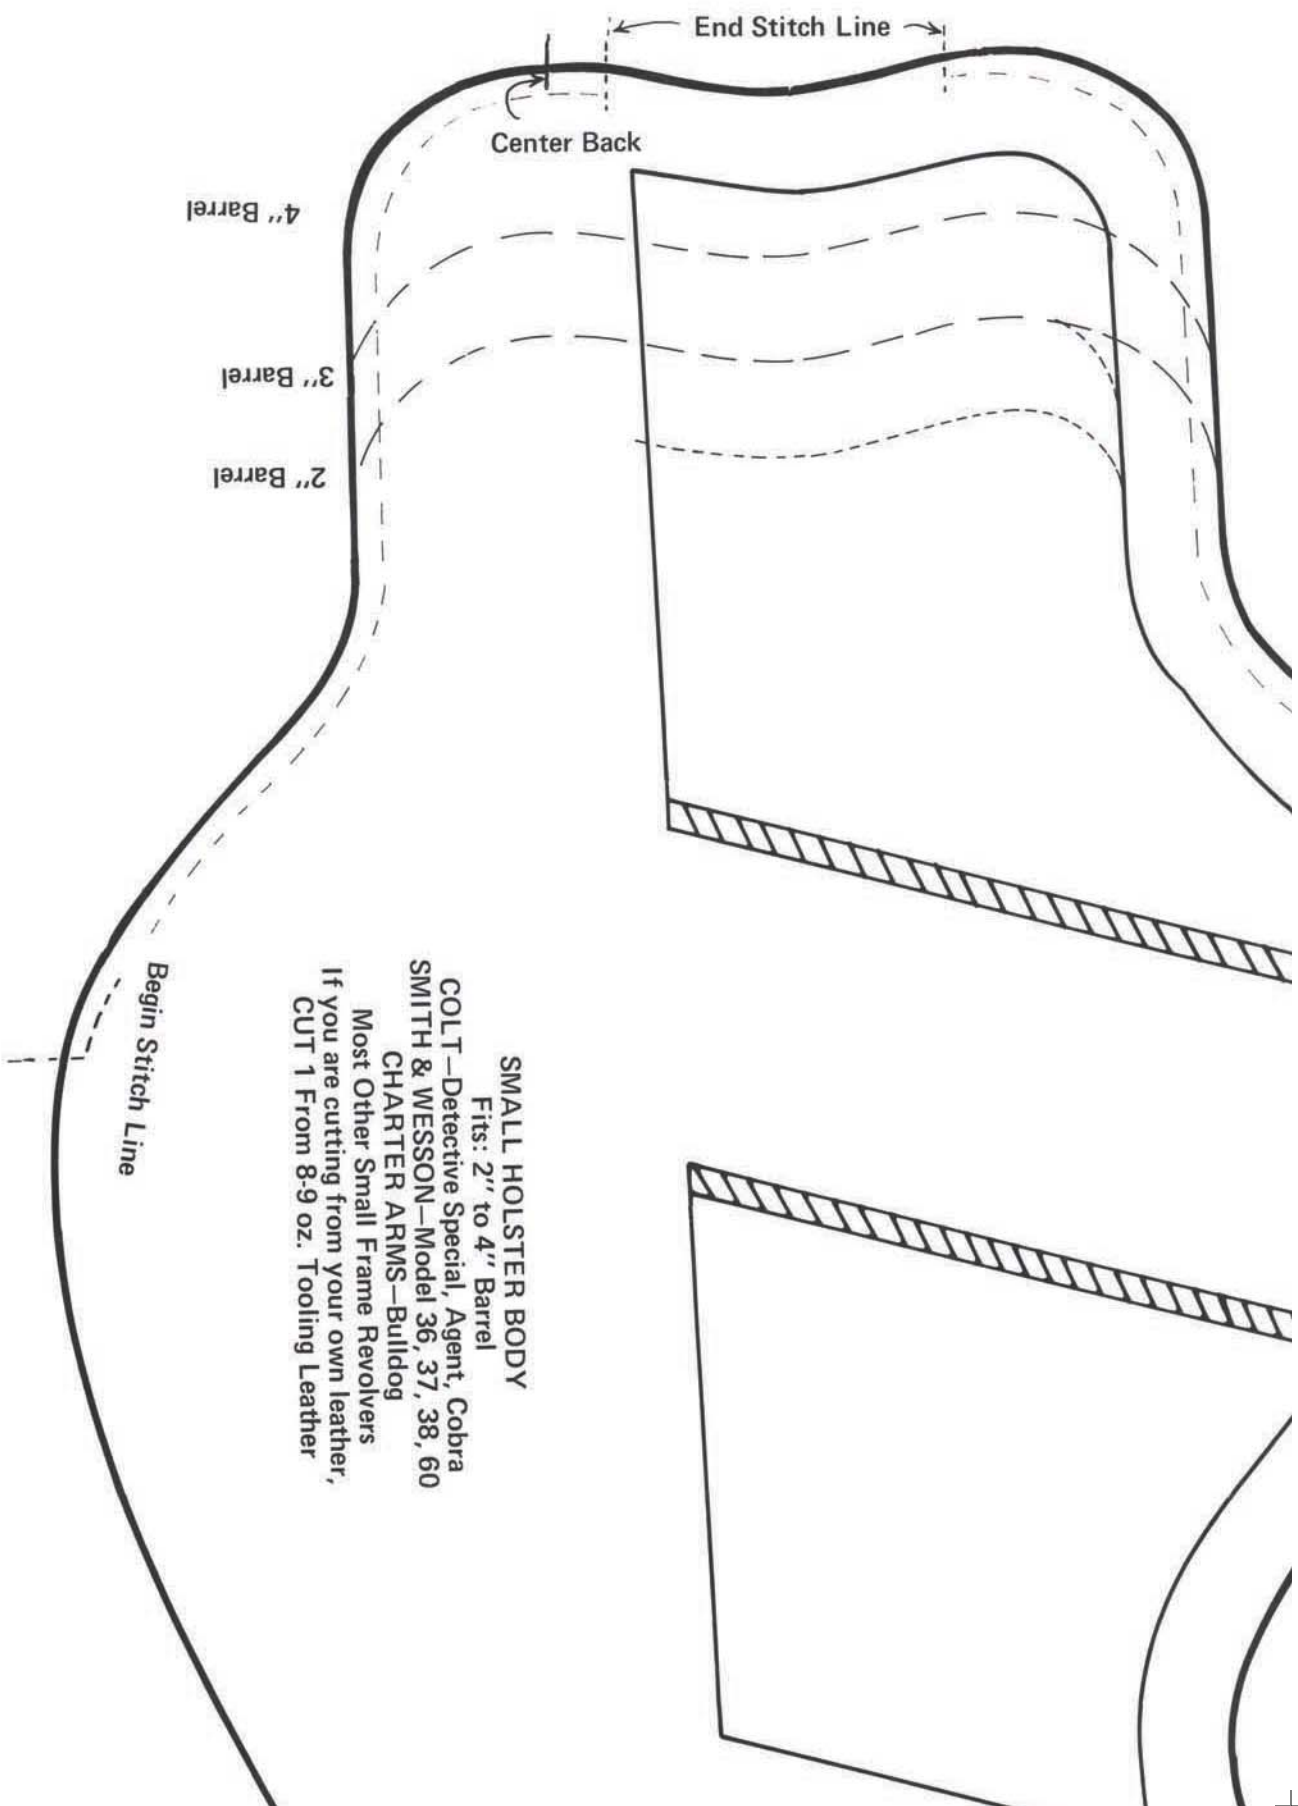 End Stitch Line
Center Back
4" Barrel
3" Barrel
2" Barrel
Begin Stitch Line
SMALL HOLSTER BODY
Fits: 2" to 4" Barrel
COLT—Detective Special, Agent, Cobra
SMITH & WESSON—Model 36, 37, 38, 60
CHARTER ARMS—Bulldog
Most Other Small Frame Revolvers
If you are cutting from your own leather,
CUT 1 From 8-9 oz. Tooling Leather